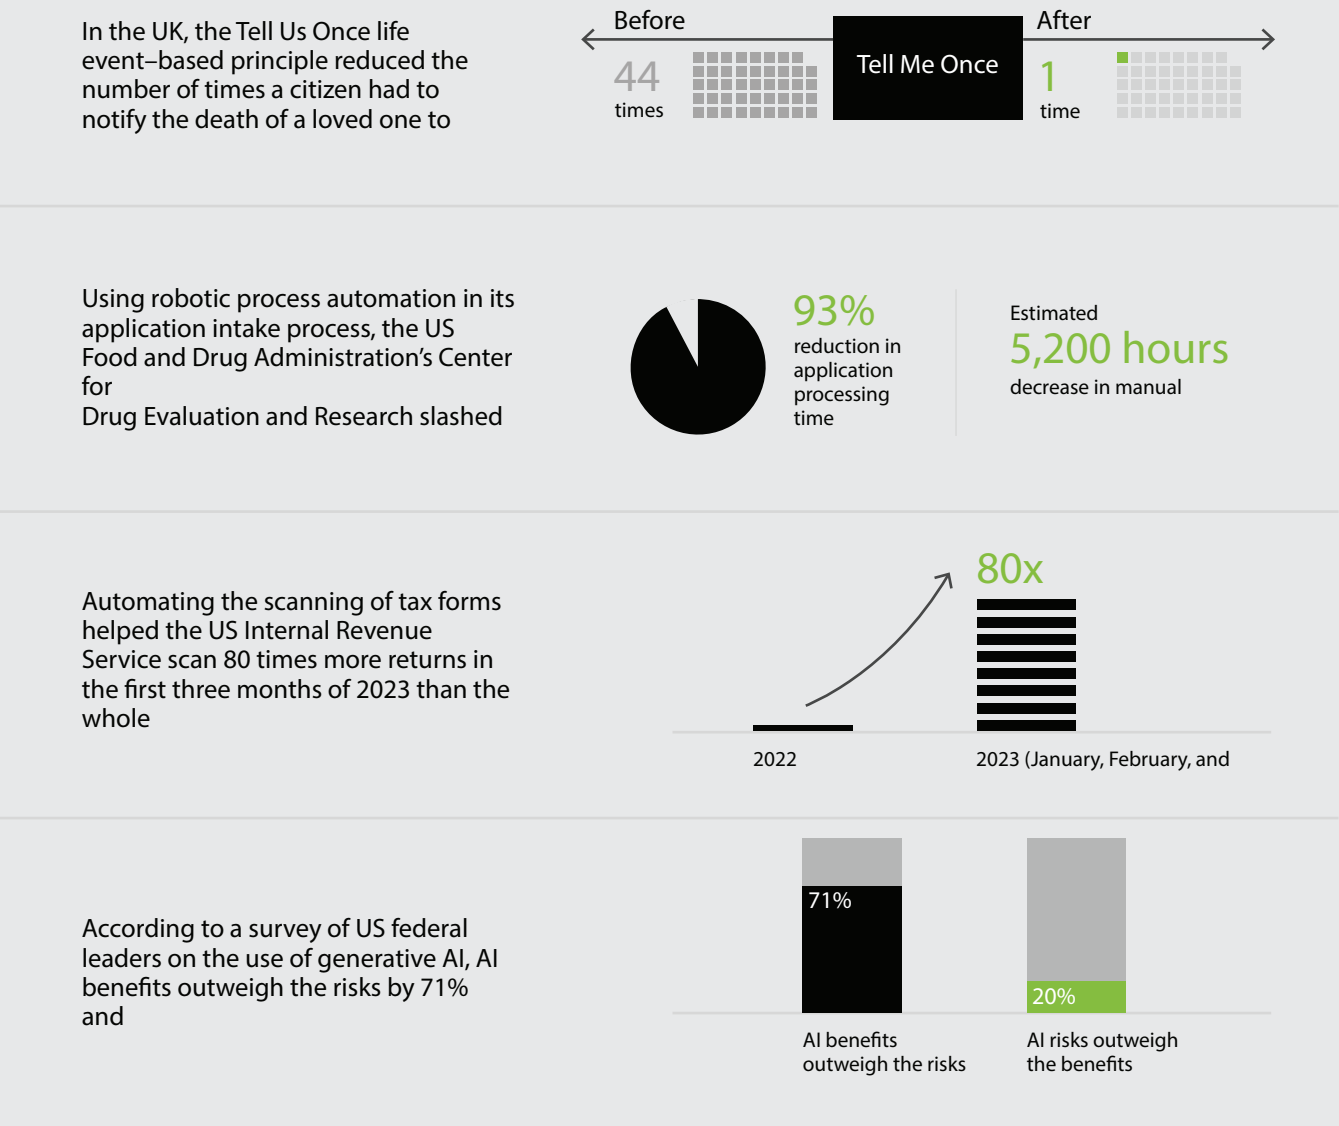 In the UK, the Tell Us Once life
event–based principle reduced the
number of times a citizen had to
notify the death of a loved one to
Before
44
times
Tell Me Once
After
1
time
Using robotic process automation in its
application intake process, the US
Food and Drug Administration’s Center
for
Drug Evaluation and Research slashed
93%
reduction in
application
processing
time
Estimated
5,200 hours
decrease in manual
Automating the scanning of tax forms
helped the US Internal Revenue
Service scan 80 times more returns in
the first three months of 2023 than the
whole
80x
2022
2023 (January, February, and
According to a survey of US federal
leaders on the use of generative AI, AI
benefits outweigh the risks by 71%
and
71%
AI benefits
outweigh the risks
20%
AI risks outweigh
the benefits